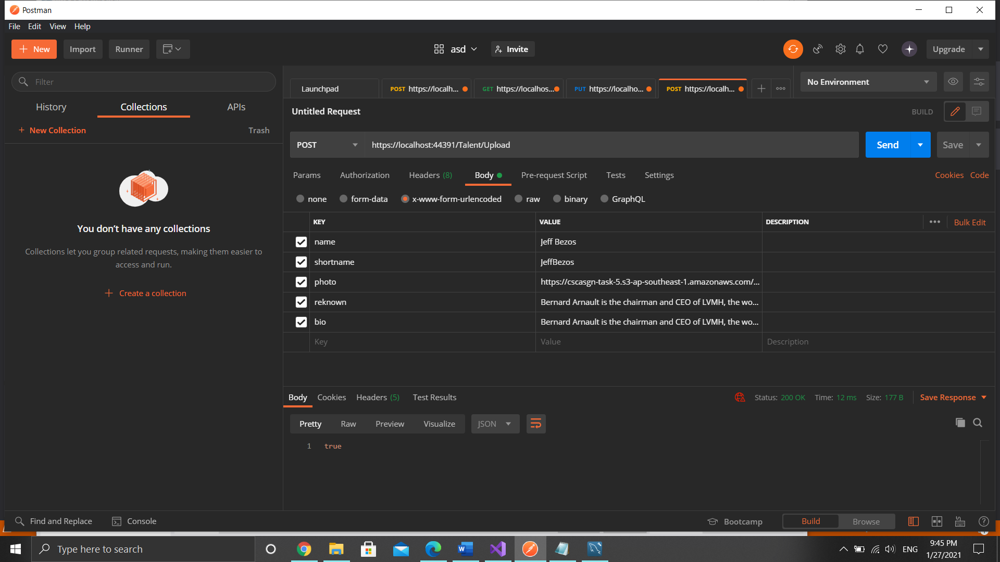 Postman
File Edit View Help
New Import Runner asd Invite Upgrade
Filter
History Collections APIs
+ New Collection Trash
You don't have any collections
Collections let you group related requests, making them easier to
access and run.
+ Create a collection
Launchpad POST https://localh... GET https://localhos... PUT https://localho... POST https://localh... No Environment
Untitled Request BUILD
POST https://localhost:44391/Talent/Upload Send Save
Params Authorization Headers (8) Body Pre-request Script Tests Settings Cookies Code
none form-data x-www-form-urlencoded raw binary GraphQL
KEY VALUE DESCRIPTION Bulk Edit
name Jeff Bezos
shortname JeffBezos
photo https://cscasgn-task-5.s3-ap-southeast-1.amazonaws.com/...
reknown Bernard Arnault is the chairman and CEO of LVMH, the wo...
bio Bernard Arnault is the chairman and CEO of LVMH, the wo...
Key Value Description
Body Cookies Headers (5) Test Results Status: 200 OK Time: 12 ms Size: 177 B Save Response
Pretty Raw Preview Visualize JSON
1 true
Find and Replace Console Bootcamp Build Browse
Type here to search ENG 9:45 PM
1/27/2021